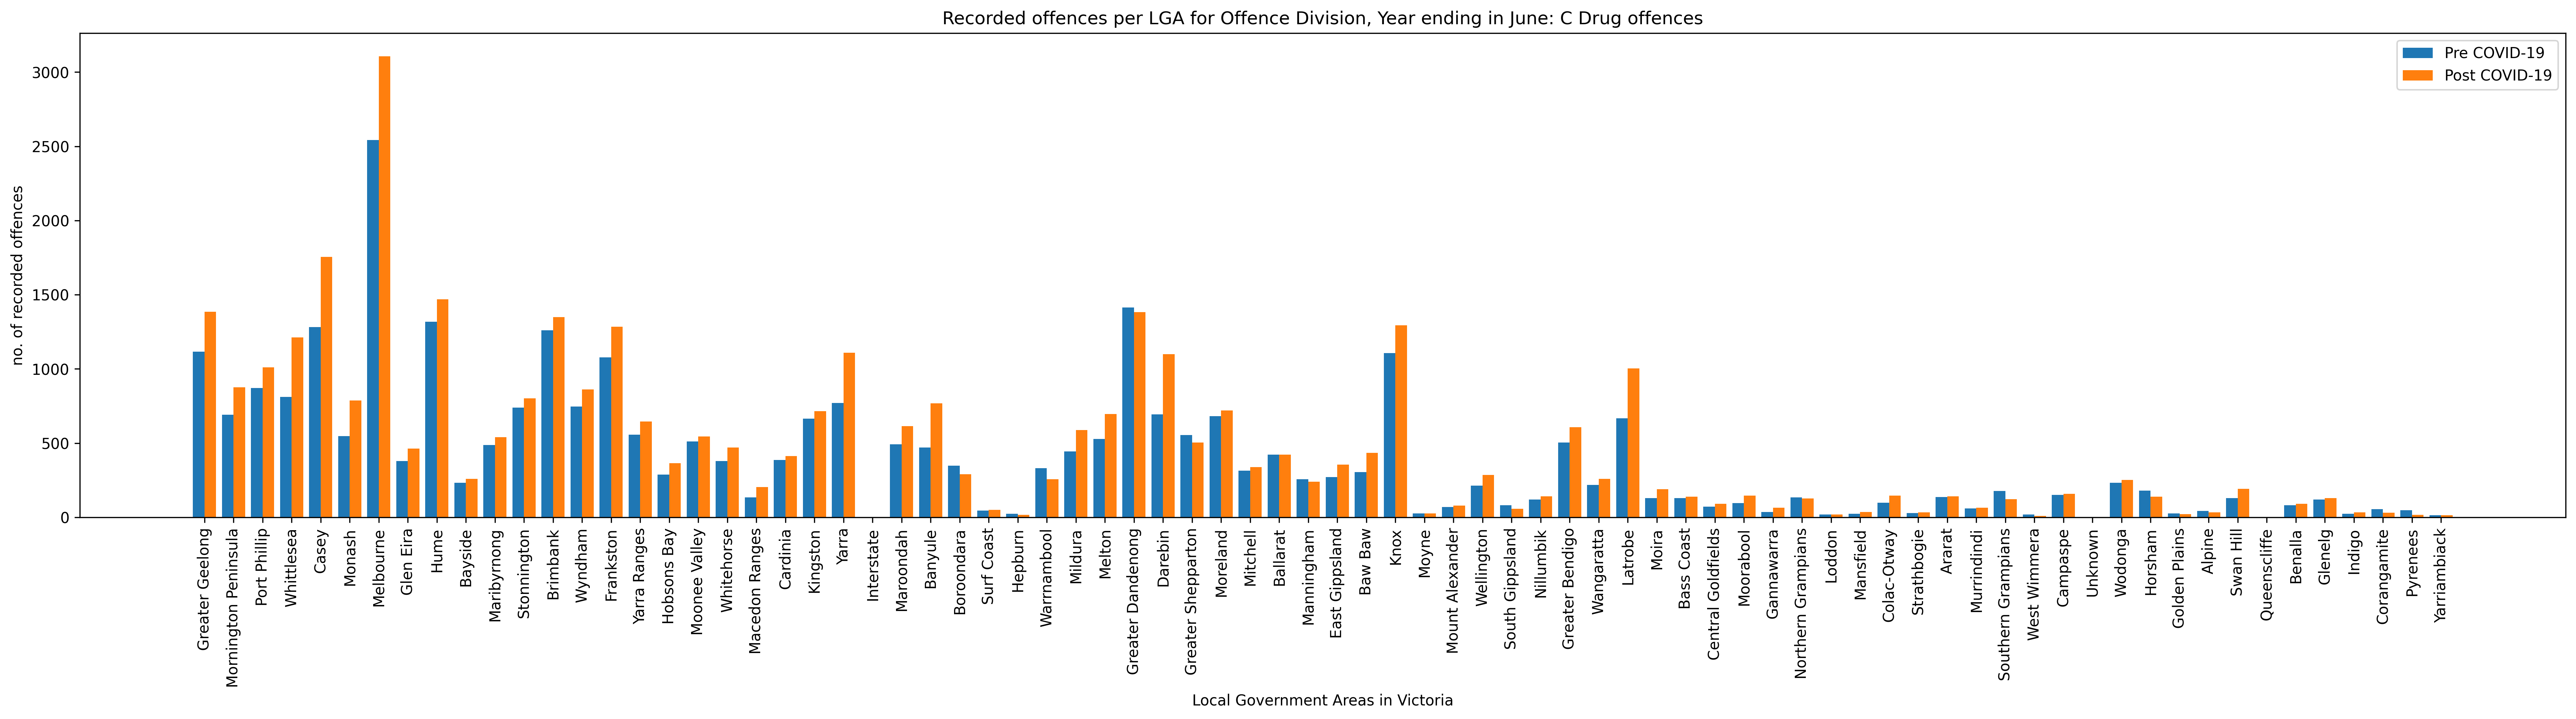 Recorded offences per LGA for Offence Division, Year ending in June: C Drug offences
Pre COVID-19
Post COVID-19
no. of recorded offences
3000
2500
2000
1500
1000
500
0
Greater Geelong
Mornington Peninsula
Port Phillip
Whittlesea
Casey
Monash
Melbourne
Glen Eira
Hume
Bayside
Maribyrnong
Stonnington
Brimbank
Wyndham
Frankston
Yarra Ranges
Hobsons Bay
Moonee Valley
Whitehorse
Macedon Ranges
Cardinia
Kingston
Yarra
Interstate
Maroondah
Banyule
Boroondara
Surf Coast
Hepburn
Warrnambool
Mildura
Melton
Greater Dandenong
Darebin
Greater Shepparton
Moreland
Mitchell
Ballarat
Manningham
East Gippsland
Baw Baw
Knox
Moyne
Mount Alexander
Wellington
South Gippsland
Nillumbik
Greater Bendigo
Wangaratta
Latrobe
Moira
Bass Coast
Central Goldfields
Moorabool
Gannawarra
Northern Grampians
Loddon
Mansfield
Colac-Otway
Strathbogie
Ararat
Murrindindi
Southern Grampians
West Wimmera
Campaspe
Unknown
Wodonga
Horsham
Golden Plains
Alpine
Swan Hill
Queenscliffe
Benalla
Glenelg
Indigo
Corangamite
Pyrenees
Yarriambiack
Local Government Areas in Victoria